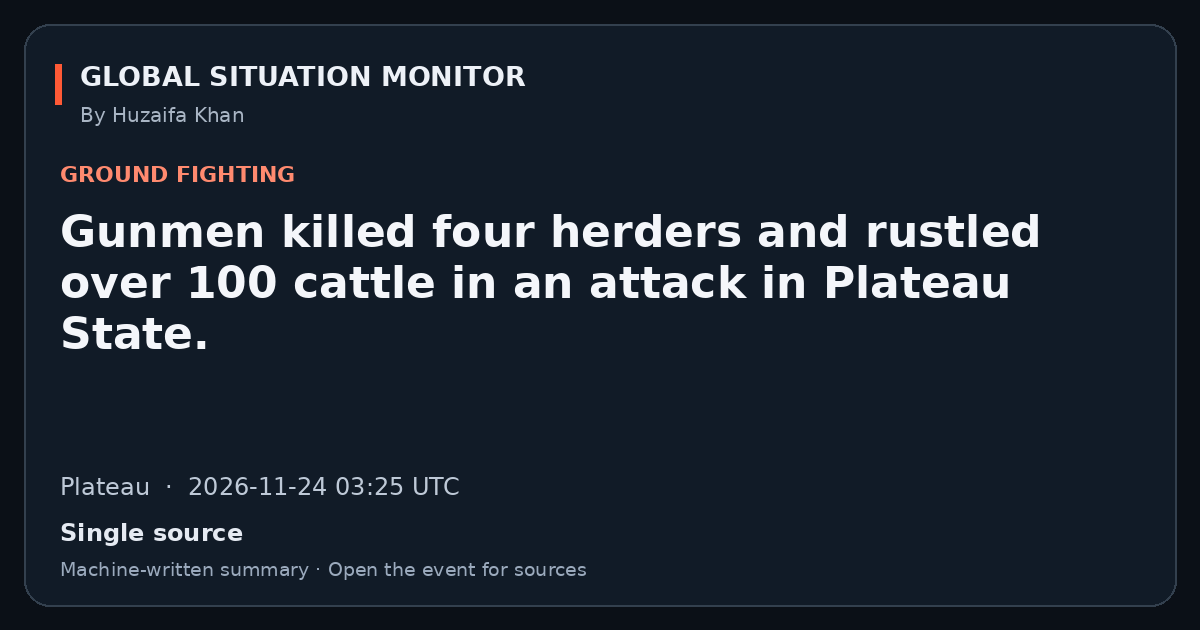 GLOBAL SITUATION MONITOR
By Huzaifa Khan
GROUND FIGHTING
Gunmen killed four herders and rustled
over 100 cattle in an attack in Plateau
State.
Plateau · 2026-11-24 03:25 UTC
Single source
Machine-written summary · Open the event for sources